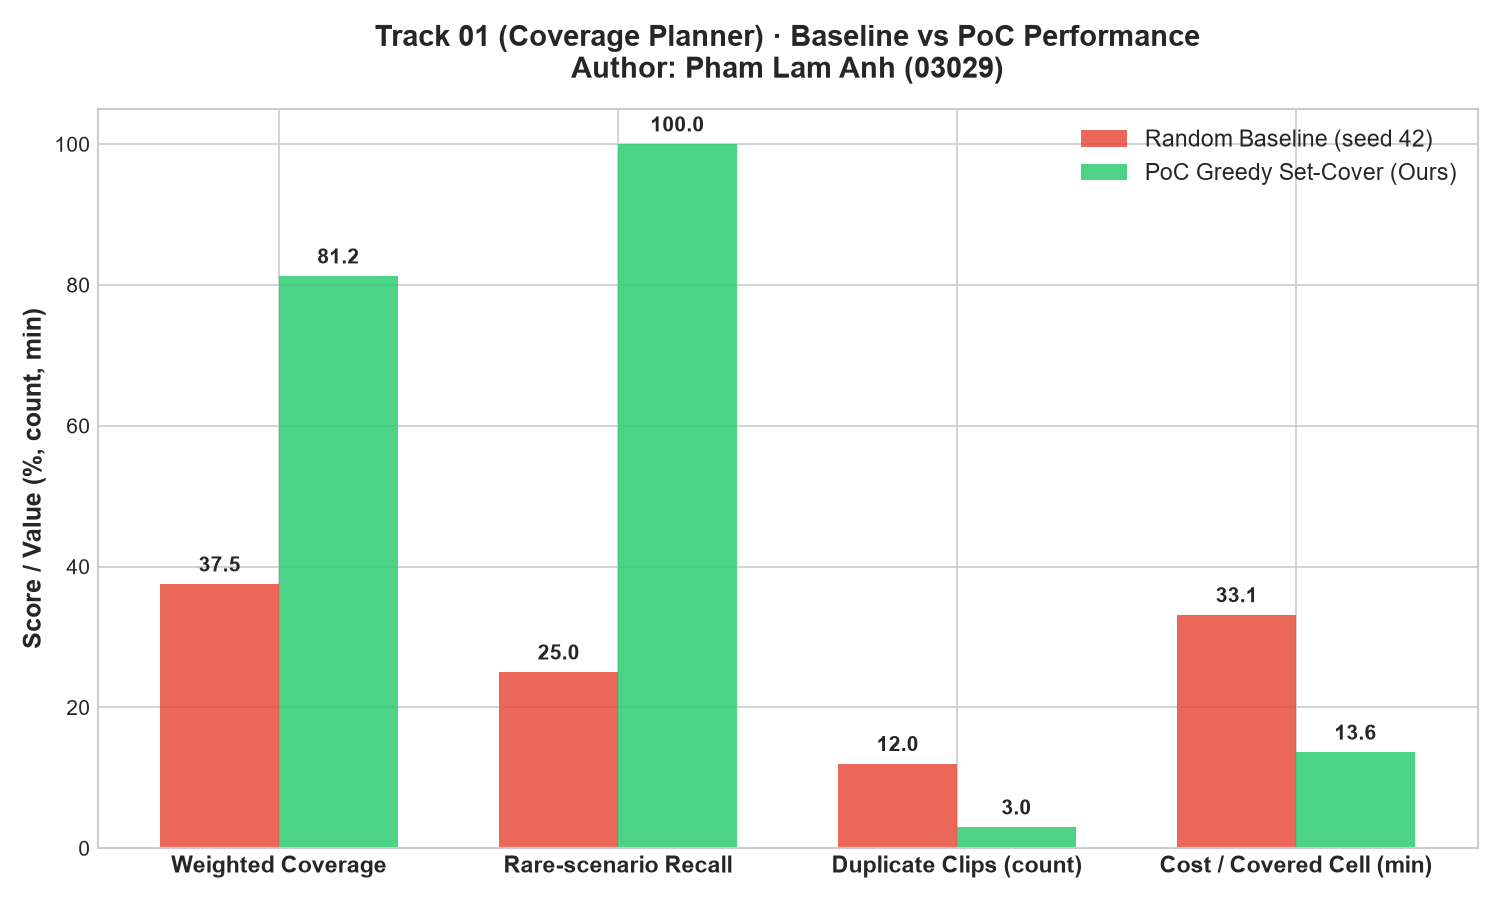 Track 01 (Coverage Planner) · Baseline vs PoC Performance
Author: Pham Lam Anh (03029)
Random Baseline (seed 42)
PoC Greedy Set-Cover (Ours)
Score / Value (%, count, min)
100
80
60
40
20
0
37.5
81.2
25.0
100.0
12.0
3.0
33.1
13.6
Weighted Coverage
Rare-scenario Recall
Duplicate Clips (count)
Cost / Covered Cell (min)